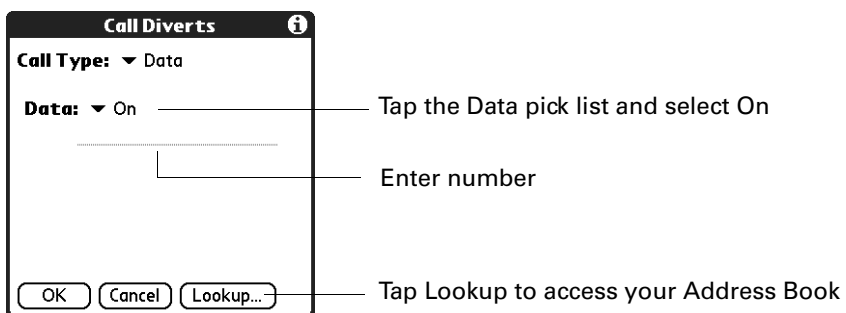 Call Diverts i
Call Type: Data
Data: On
Tap the Data pick list and select On
Enter number
OK Cancel Lookup...
Tap Lookup to access your Address Book